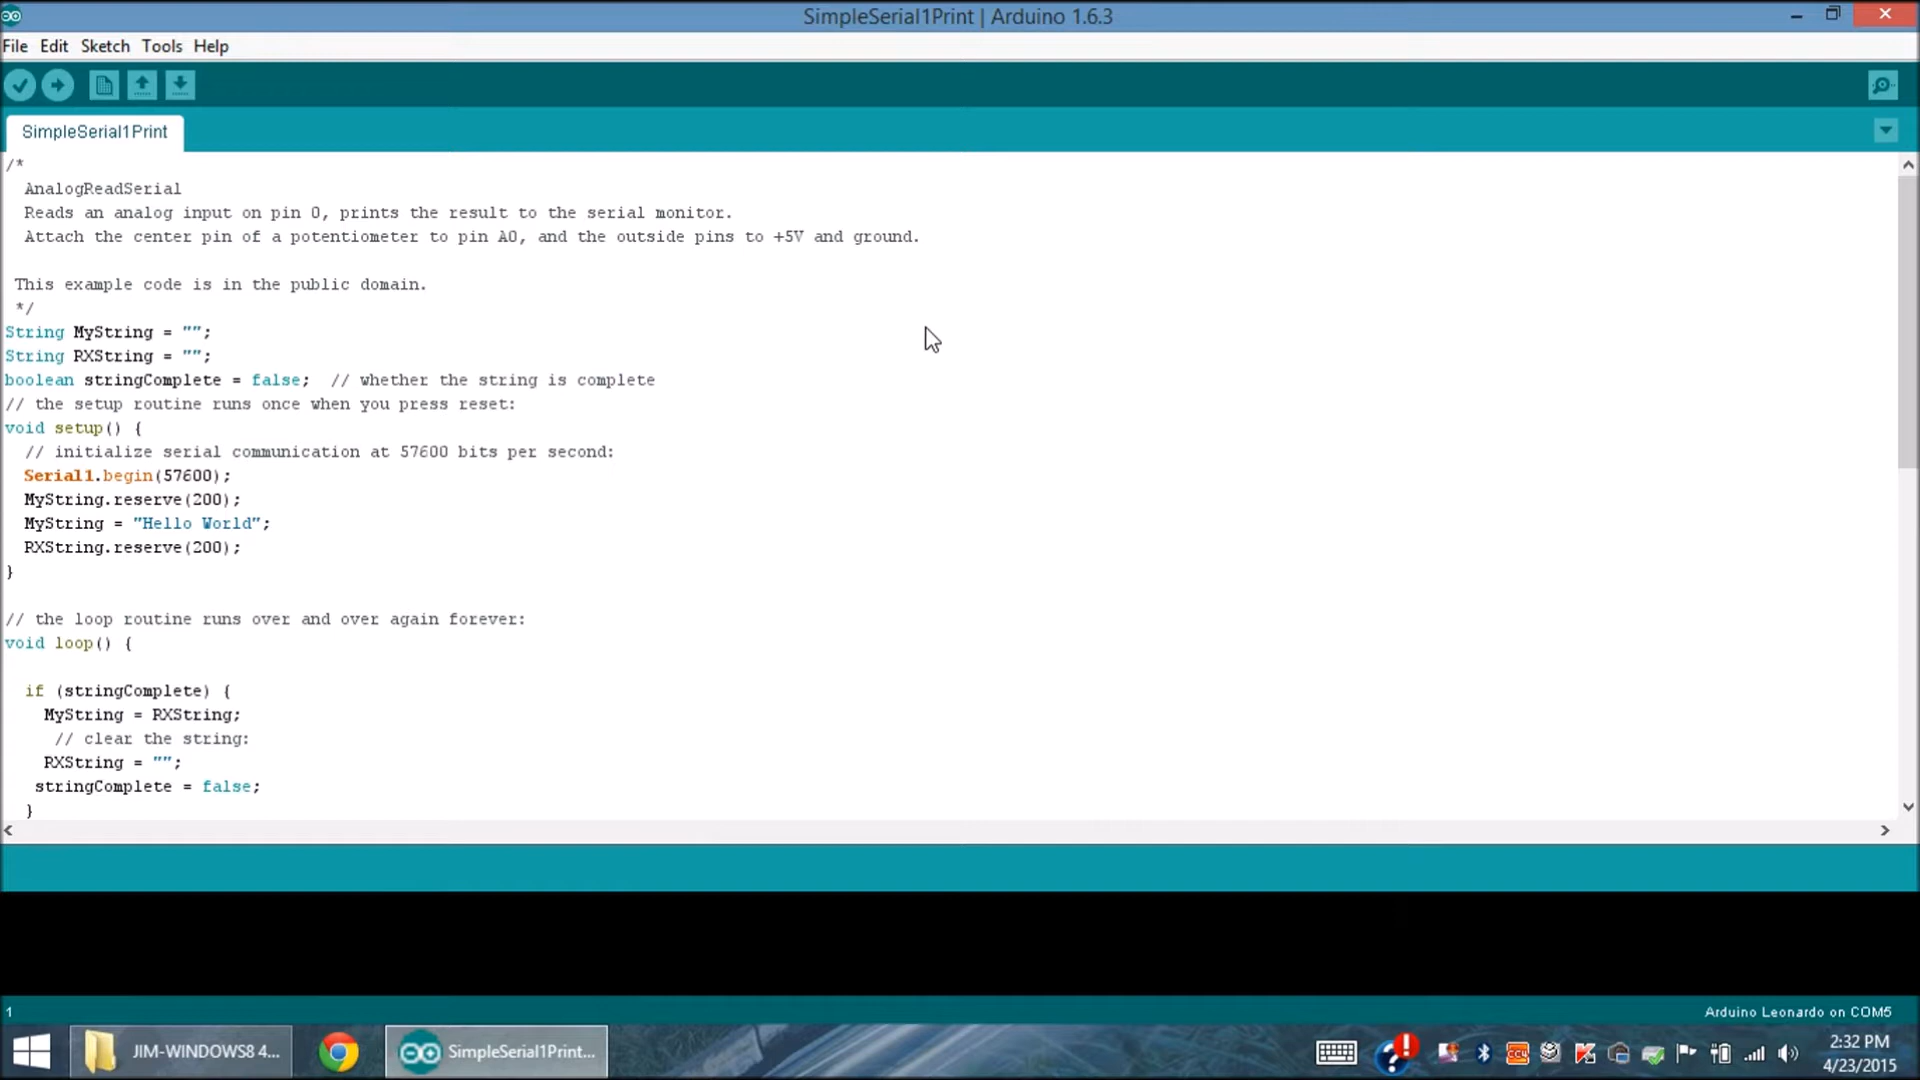 SimpleSerial1Print | Arduino 1.6.3
File Edit Sketch Tools Help
SimpleSerial1Print
/*
AnalogReadSerial
Reads an analog input on pin 0, prints the result to the serial monitor.
Attach the center pin of a potentiometer to pin A0, and the outside pins to +5V and ground.
This example code is in the public domain.
*/
String MyString = "";
String RXString = "";
boolean stringComplete = false;  // whether the string is complete
// the setup routine runs once when you press reset:
void setup() {
// initialize serial communication at 57600 bits per second:
Serial1.begin(57600);
MyString.reserve(200);
MyString = "Hello World";
RXString.reserve(200);
}
// the loop routine runs over and over again forever:
void loop() {
if (stringComplete) {
MyString = RXString;
// clear the string:
RXString = "";
stringComplete = false;
}
1
Arduino Leonardo on COM5
JIM-WINDOWS8 4...
SimpleSerial1Print...
CC4
2:32 PM
4/23/2015